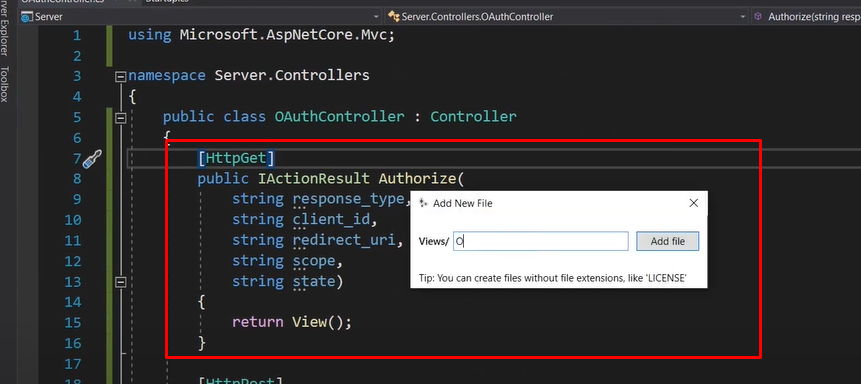 OAuthController.cs
Startup.cs
Server
Server.Controllers.OAuthController
Authorize(string resp
Server Explorer
Toolbox
1 using Microsoft.AspNetCore.Mvc;
2
3 namespace Server.Controllers
4 {
5 public class OAuthController : Controller
6 {
7 [HttpGet]
8 public IActionResult Authorize(
9 string response_type,
10 string client_id,
11 string redirect_uri,
12 string scope,
13 string state)
14 {
15 return View();
16 }
17
18 [HttpPost]
Add New File
Views/ O
Add file
Tip: You can create files without file extensions, like 'LICENSE'